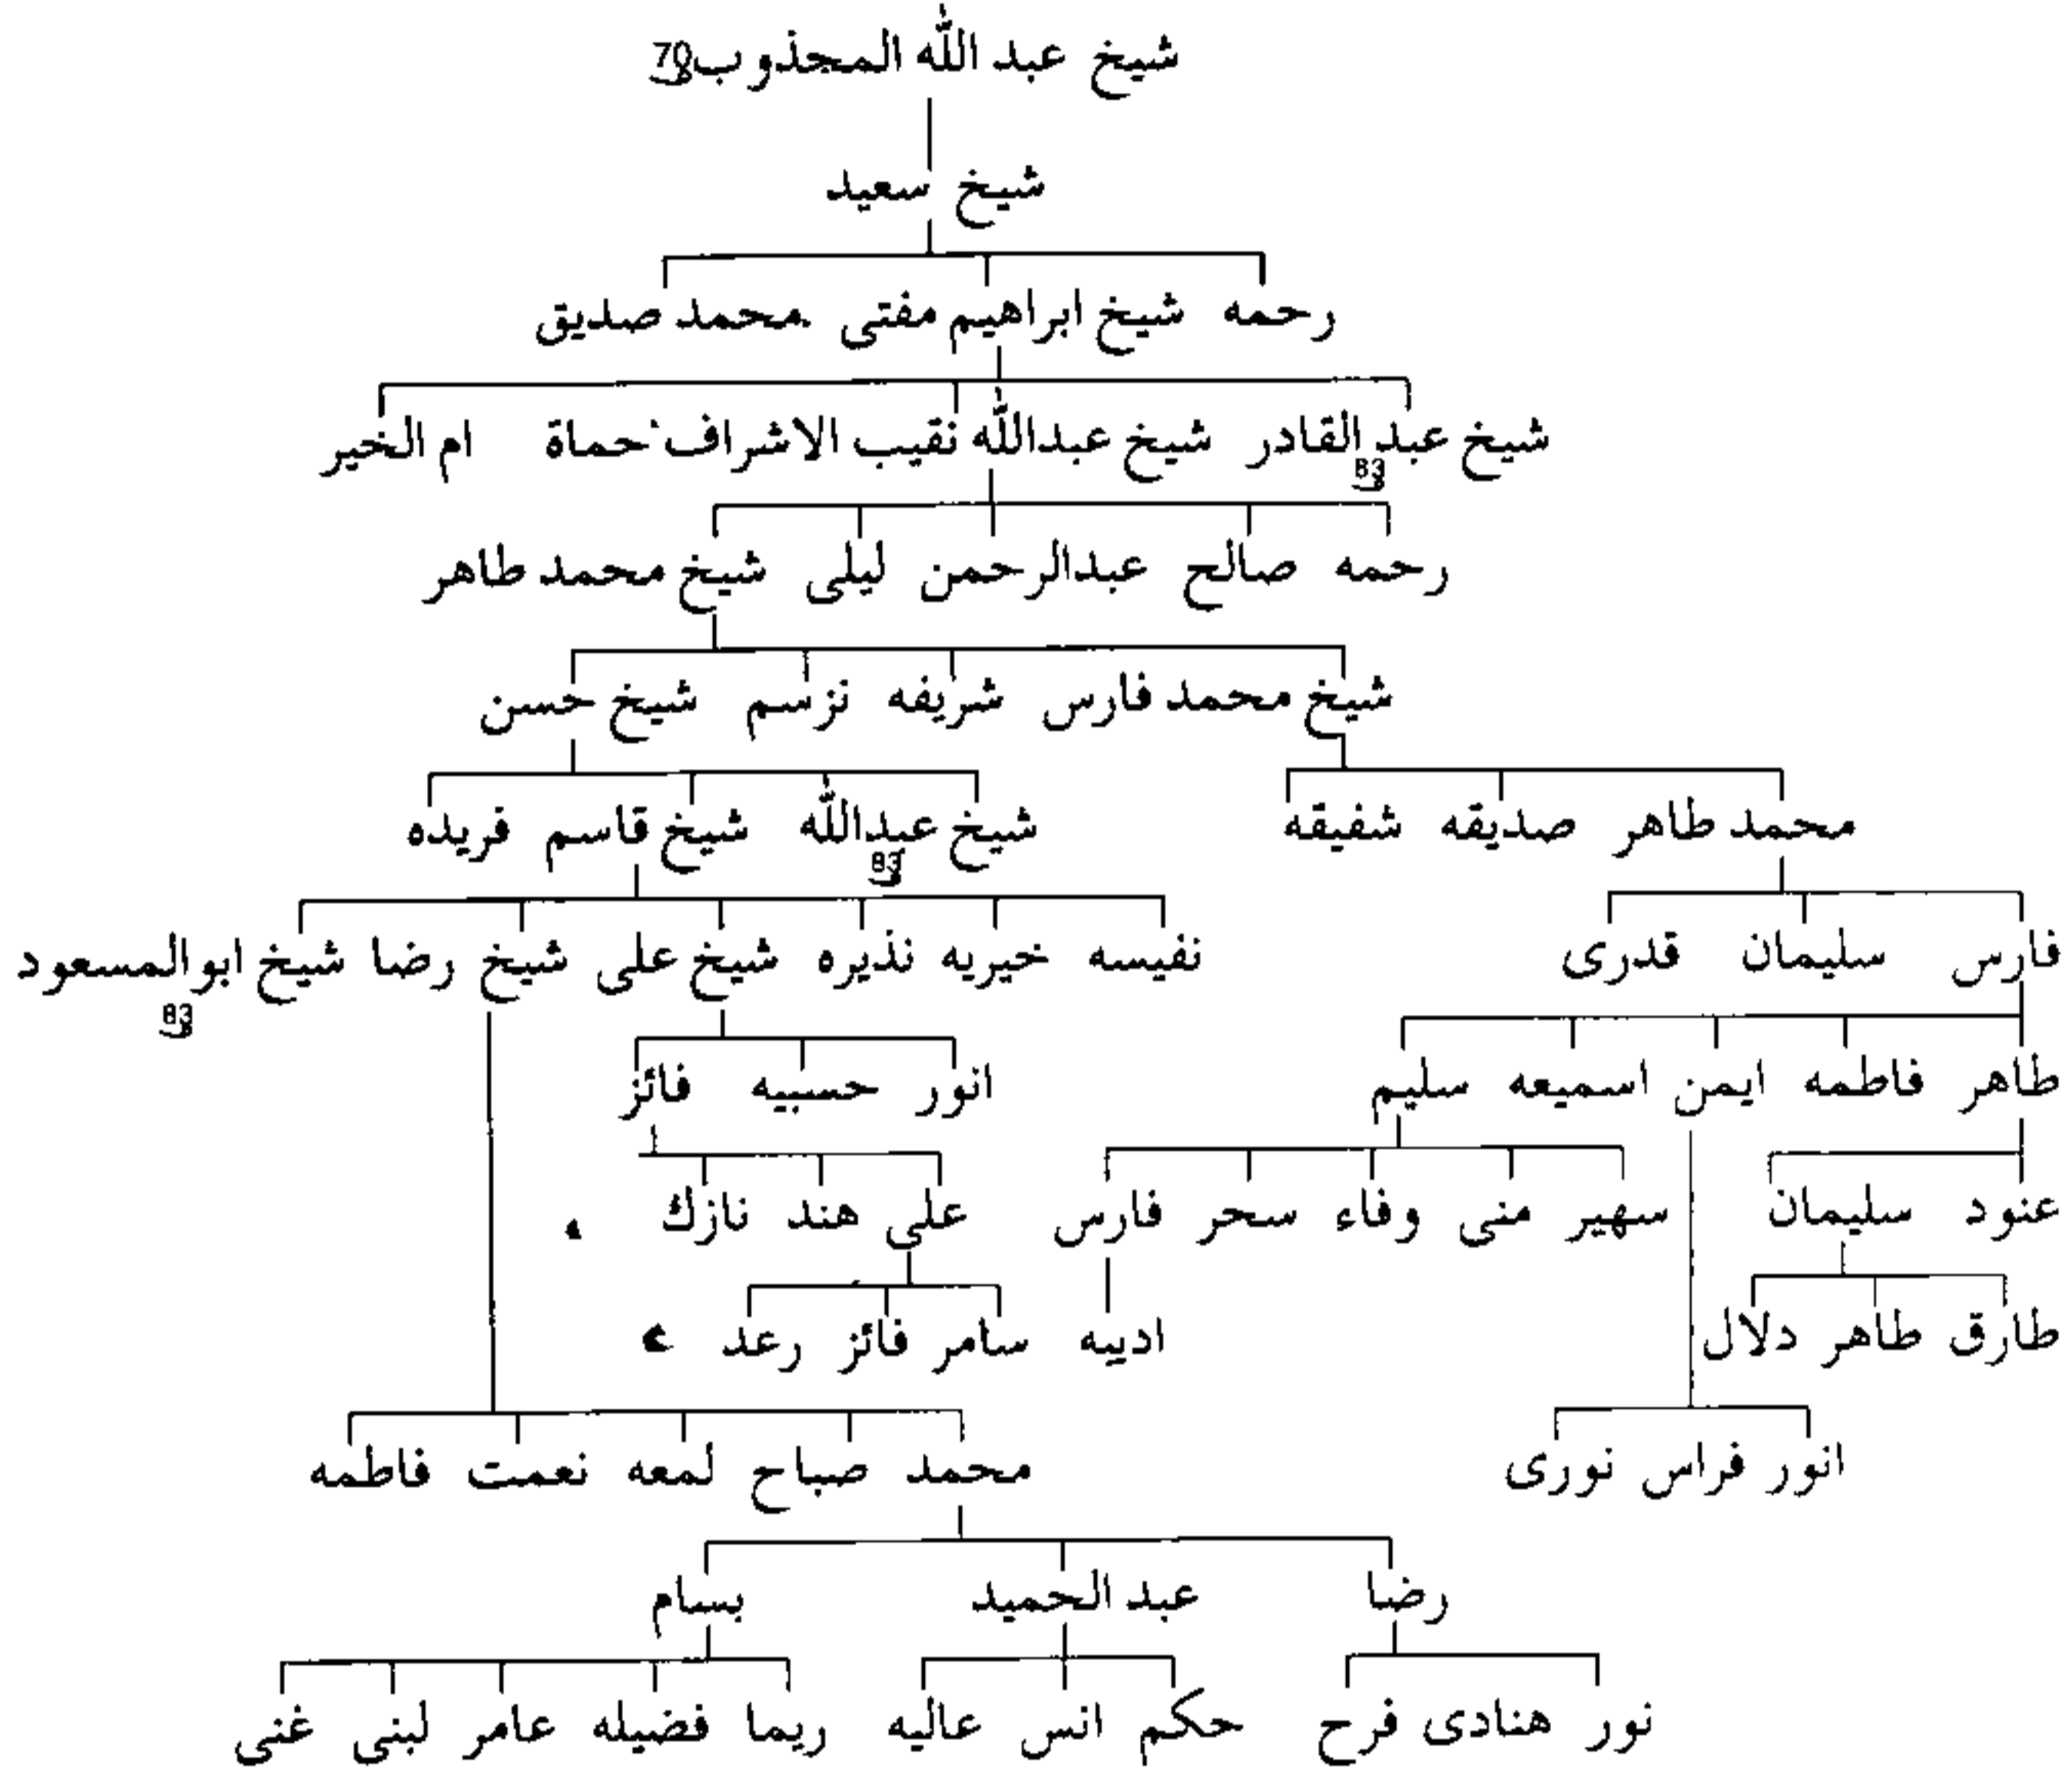 شيخ عبد الله المجذوب 70
شيخ سعيد
رحمه شيخ ابراهيم مفتى محمد صديق
شيخ عبد القادر شيخ عبدالله نقيب الاشراف حماة ام الخير
83
رحمه صالح عبدالرحمن ليلى شيخ محمد طاهر
شيخ محمد فارس شريفه شيخ حسن
محمد طاهر صديقه شفيقه شيخ عبدالله شيخ قاسم فريده
83
فارس سليمان قدرى نفيسه خيريه نذيره شيخ على شيخ رضا شيخ ابوالمسعود
83
طاهر فاطمه ايمن اسميعه سليم انور حسبيه فائز
عنود سليمان سهير منى وفاء سحر فارس على هند نازك
طارق طاهر دلال اديبه سامر فائز رعد
انور فراس نورى محمد صباح لمعه نعمت فاطمه
رضا عبد الحميد بسام
نور هنادى فرح حكم انس عاليه ريما فضيله عامر لبنى غنى